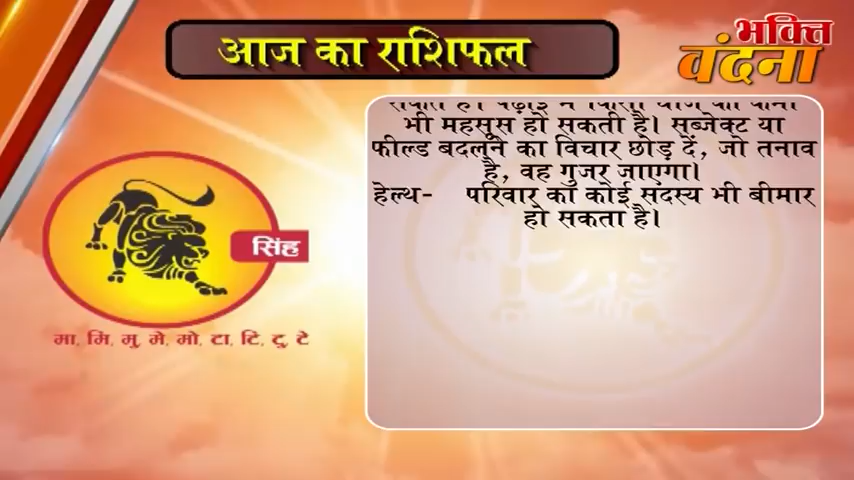 आज का राशिफल
भक्ति
वंदना
भी महसूस हो सकती है। सब्जेक्ट या
फील्ड बदलने का विचार छोड़ दें, जो तनाव
है, वह गुजर जाएगा।
हेल्थ- परिवार का कोई सदस्य भी बीमार
हो सकता है।
सिंह
मा, मि, मु, मे, मो, टा, टि, टु, टे